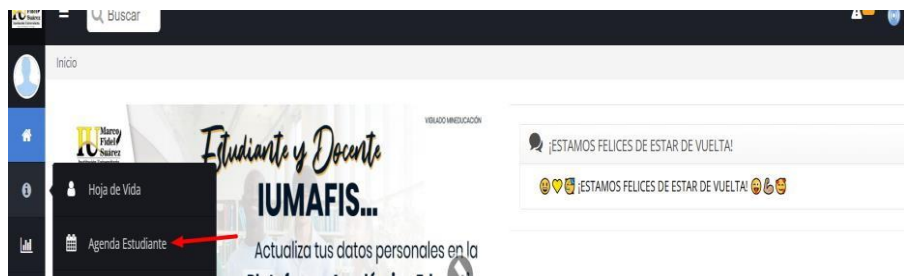 Buscar
Inicio
Marco
Fidel
Suárez
Estudiante y Docente
VIGILADO MINEDUCACIÓN
IUMAFIS...
Actualiza tus datos personales en la
Hoja de Vida
Agenda Estudiante
¡ESTAMOS FELICES DE ESTAR DE VUELTA!
¡ESTAMOS FELICES DE ESTAR DE VUELTA!